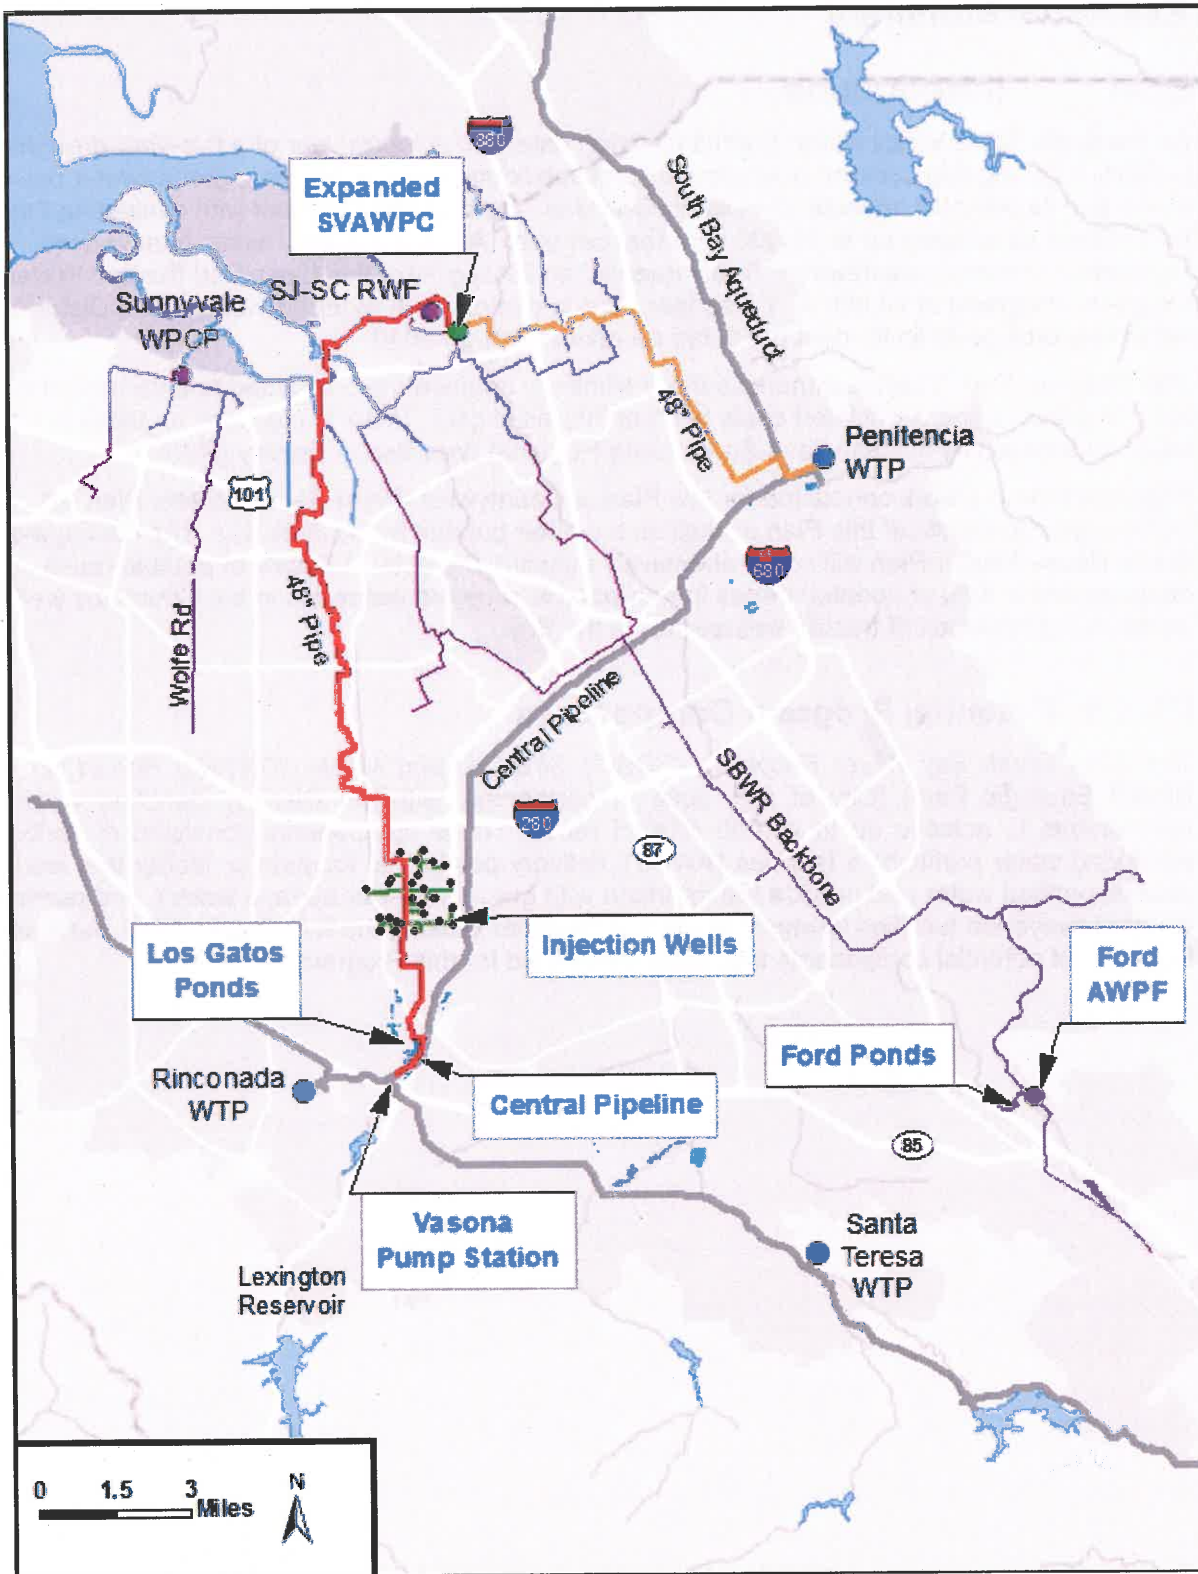 880
Expanded
SVAWPC
South Bay Aqueduct
SJ-SC RWF
Sunnyvale
WPCP
48" Pipe
Penitencia
WTP
101
680
48" Pipe
Wolfe Rd
Central Pipeline
SBWR Backbone
280
87
Injection Wells
Los Gatos
Ponds
Ford
AWPF
Ford Ponds
Rinconada
WTP
Central Pipeline
85
Vasona
Pump Station
Santa
Teresa
WTP
Lexington
Reservoir
0 1.5 3
Miles
N